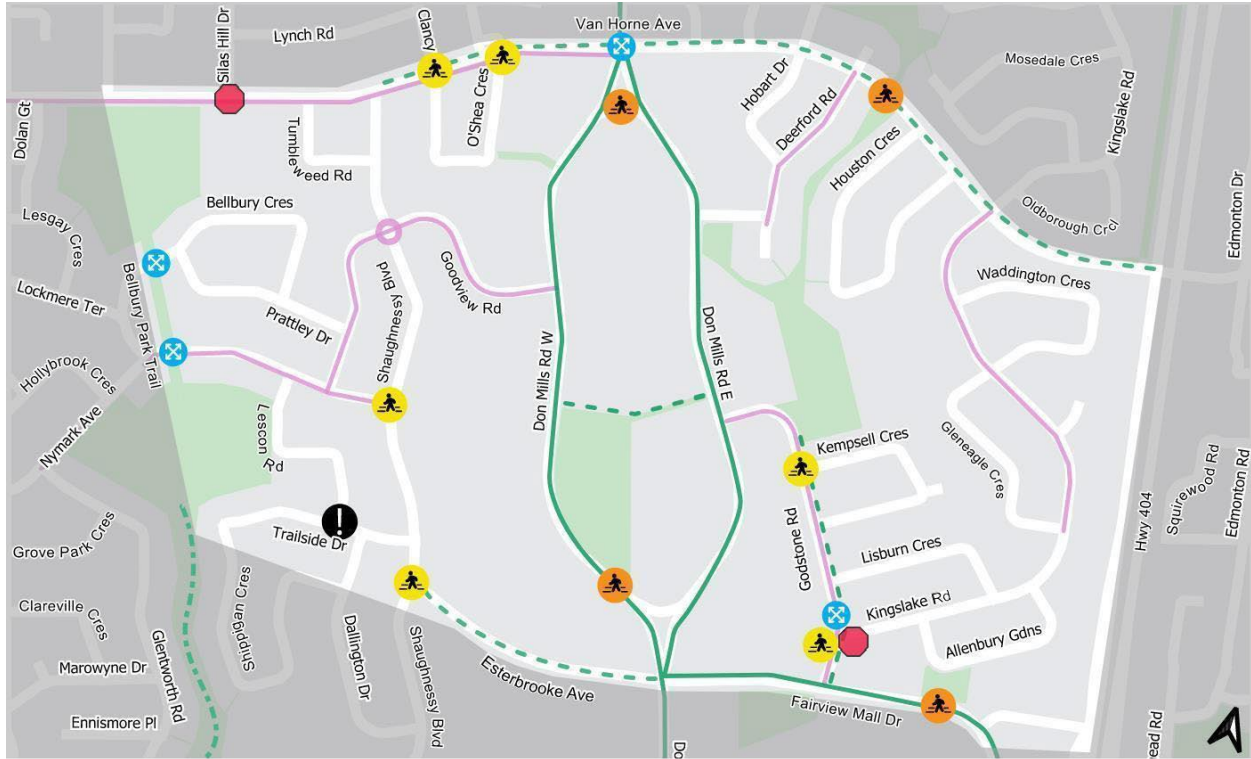 Van Horne Ave
Silas Hill Dr
Lynch Rd
Clancy
O'Shea Cres
Hobart Dr
Deerford Rd
Mosedale Cres
Kingslake Rd
Dolan Gt
Tumbleweed Rd
Houston Cres
Edmonton Dr
Lesgay Cres
Bellbury Cres
Oldborough Crcl
Waddington Cres
Goodview Rd
Shaughnessy Blvd
Lockmere Ter
Bellbury Park Trail
Prattley Dr
Don Mills Rd W
Don Mills Rd E
Hollybrook Cres
Nymark Ave
Lescon Rd
Kempsell Cres
Gleneagle Cres
Hwy 404
Squirewood Rd
Edmonton Rd
Trailside Dr
Grove Park Cres
Godstone Rd
Lisburn Cres
Kingslake Rd
Clareville Cres
Shippigan Cres
Allenbury Gdns
Marowyne Dr
Glentworth Rd
Dallington Dr
Shaughnessy Blvd
Esterbrooke Ave
Fairview Mall Dr
Ennismore Pl
Do
ead Rd